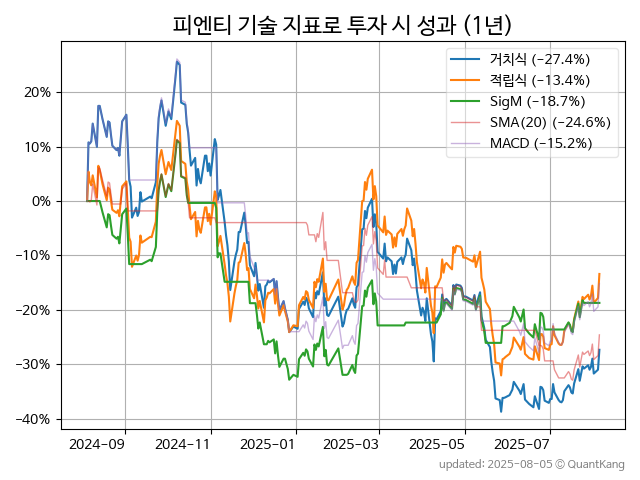 피엔티 기술 지표로 투자 시 성과 (1년)
거치식 (−27.4%)
적립식 (−13.4%)
SigM (−18.7%)
SMA(20) (−24.6%)
MACD (−15.2%)
20%
10%
0%
−10%
−20%
−30%
−40%
2024-09 2024-11 2025-01 2025-03 2025-05 2025-07
updated: 2025-08-05 © QuantKang